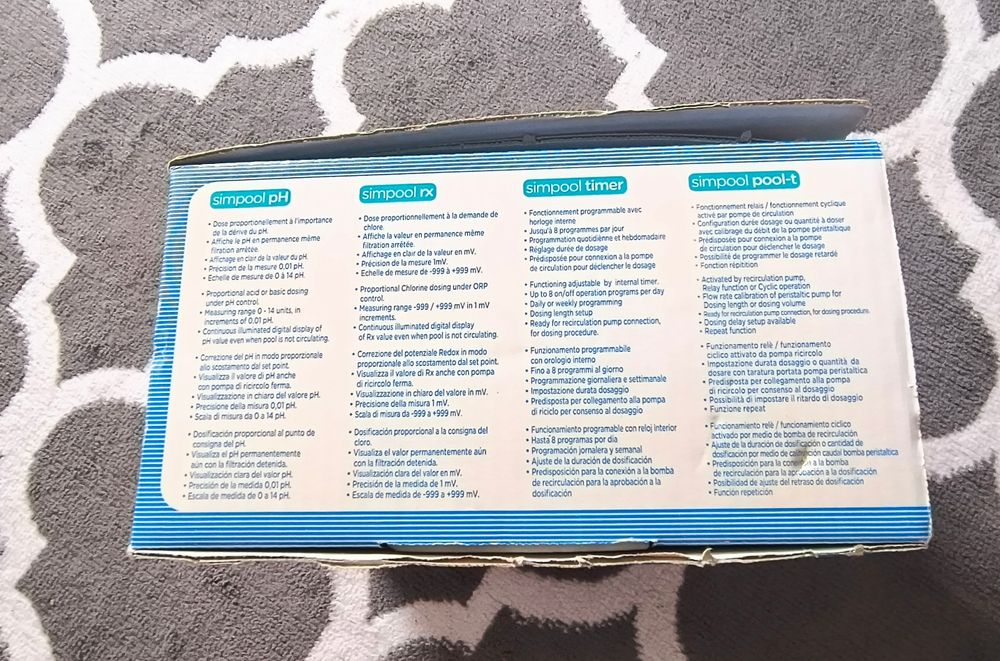 simpool pH
• Dose proportionellement à l'importance
de la dérive du pH.
• Affiche le pH en permanence même
filtration arrêtée.
• Affichage en clair de la valeur du pH.
• Précision de la mesure 0,01 pH.
• Echelle de mesure de 0 à 14 pH.
• Proportional acid or basic dosing
under pH control.
• Measuring range 0 - 14 units, in
increments of 0.01 pH.
• Continuous illuminated digital display of
pH value even when pool is not circulating.
• Correzione del pH in modo proporzionale
allo scostamento dal set point.
• Visualizza il valore di pH anche
con pompa di ricircolo ferma.
• Visualizzazione in chiaro del valore pH.
• Precisione della misura 0,01 pH.
• Scala di misura da 0 a 14 pH.
• Dosificación proporcional al punto de
consigna del pH.
• Visualiza el pH permanentemente
aún con la filtración detenida.
• Visualización clara del valor pH.
• Precisión de la medida 0,01 pH.
• Escala de medida de 0 a 14 pH.
simpool rx
• Dose proportionnellement à la demande de
chlore.
• Affiche la valeur en permanence même
filtration arrêtée.
• Affichage en clair de la valeur en mV.
• Précision de la mesure 1mV.
• Echelle de mesure de -999 à +999 mV.
• Proportional Chlorine dosing under ORP
control.
• Measuring range -999 / +999 mV in 1 mV
increments.
• Continuous illuminated digital display
of Rx value even when pool is not circulating.
• Correzione del potenziale Redox in modo
proporzionale allo scostamento dal set point.
• Visualizza il valore di Rx anche con pompa
di ricircolo ferma.
• Visualizzazione in chiaro del valore in mV.
• Precisione della misura 1 mV.
• Scala di misura da -999 a +999 mV.
• Dosificación proporcional a la consigna del
cloro.
• Visualiza el valor permanentemente aún
con la filtración detenida.
• Visualización clara del valor en mV.
• Precisión de la medida de 1 mV.
• Escala de medida de -999 a +999 mV.
simpool timer
• Fonctionnement programmable avec
horloge interne
• Jusqu'à 8 programmes par jour
• Programmation quotidienne et hebdomadaire
• Réglage durée de dosage
• Prédisposée pour connexion a la pompe
de circulation pour déclencher le dosage
• Functioning adjustable by internal timer.
• Up to 8 on/off operation programs per day
• Daily or weekly programming
• Dosing length setup
• Ready for recirculation pump connection,
for dosing procedure.
• Funzionamento programmabile
con orologio interno
• Fino a 8 programmi al giorno
• Programmazione giornaliera e settimanale
• Impostazione durata dosaggio
• Predisposta per collegamento alla pompa
di riciclo per consenso al dosaggio
• Funcionamiento programable con reloj interior
• Hasta 8 programas por día
• Programación jornalera y semanal
• Ajuste de la duración de dosificación
• Predisposición para la conexión a la bomba
de recirculación para la aprobación a la
dosificación
simpool pool-t
• Fonctionnement relais / fonctionnement cyclique
activé par pompe de circulation
• Configuration durée dosage ou quantité à doser
avec calibrage du débit de la pompe péristaltique
• Prédisposée pour connexion a la pompe
de circulation pour déclencher le dosage
• Possibilité de programmer le dosage retardé
• Fonction répitition
• Activated by recirculation pump,
Relay function or Cyclic operation
• Flow rate calibration of peristaltic pump for
Dosing length or dosing volume
• Ready for recirculation pump connection, for dosing procedure.
• Dosing delay setup available
• Repeat function
• Funzionamento relè / funzionamento
ciclico attivato da pompa ricircolo
• Impostazione durata dosaggio o quantità da
dosare con taratura portata pompa peristaltica
• Predisposta per collegamento alla pompa
di ricircolo per consenso al dosaggio
• Possibilità di impostare il ritardo di dosaggio
• Funzione repeat
• Funcionamiento relé / funcionamiento cíclico
activado por medio de bomba de recirculación
• Ajuste de la duración de dosificación o cantidad de
dosificación por medio de calibración caudal bomba peristaltica
• Predisposición para la a la bomba
de recirculación para la aprobación a la dosificación
• Posibilidad de ajuste del retraso de dosificación
• Función repetición